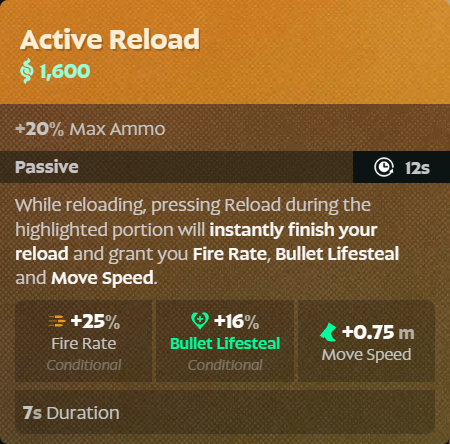 Active Reload
1,600
+20% Max Ammo
Passive 12s
While reloading, pressing Reload during the
highlighted portion will instantly finish your
reload and grant you Fire Rate, Bullet Lifesteal
and Move Speed.
+25% +16% +0.75 m
Fire Rate Bullet Lifesteal Move Speed
Conditional Conditional
7s Duration